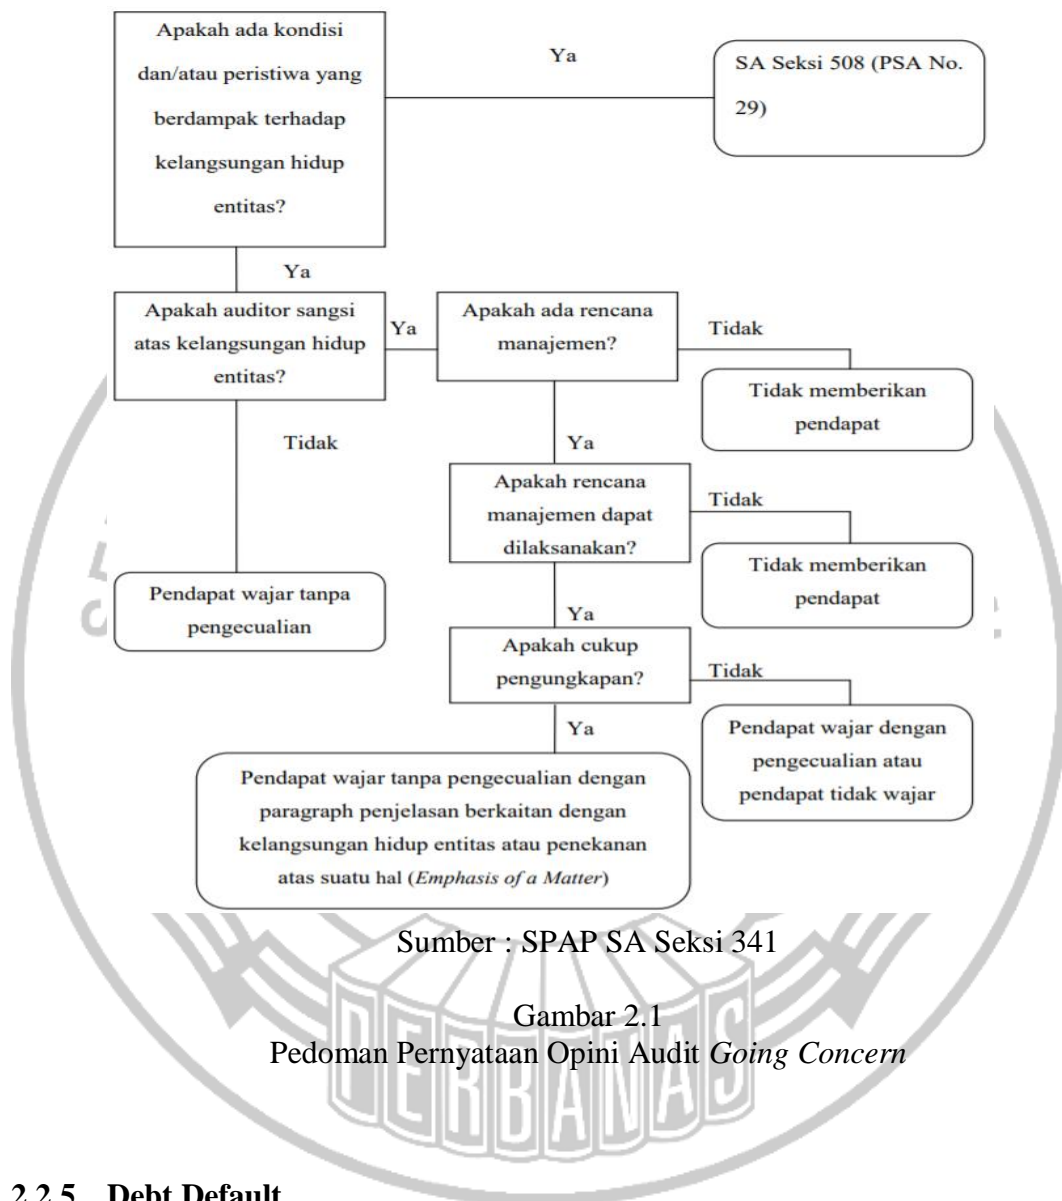 Apakah ada kondisi
dan/atau peristiwa yang
berdampak terhadap
kelangsungan hidup
entitas?
Ya
SA Seksi 508 (PSA No.
29)
Ya
Apakah auditor sangsi
atas kelangsungan hidup
entitas?
Ya
Apakah ada rencana
manajemen?
Tidak
Tidak memberikan
pendapat
Tidak
Ya
Apakah rencana
manajemen dapat
dilaksanakan?
Tidak
Tidak memberikan
pendapat
Pendapat wajar tanpa
pengecualian
Ya
Apakah cukup
pengungkapan?
Tidak
Pendapat wajar dengan
pengecualian atau
pendapat tidak wajar
Ya
Pendapat wajar tanpa pengecualian dengan
paragraph penjelasan berkaitan dengan
kelangsungan hidup entitas atau penekanan
atas suatu hal (Emphasis of a Matter)
Sumber : SPAP SA Seksi 341
Gambar 2.1
Pedoman Pernyataan Opini Audit Going Concern
PERBANAS
2.2.5 Debt Default